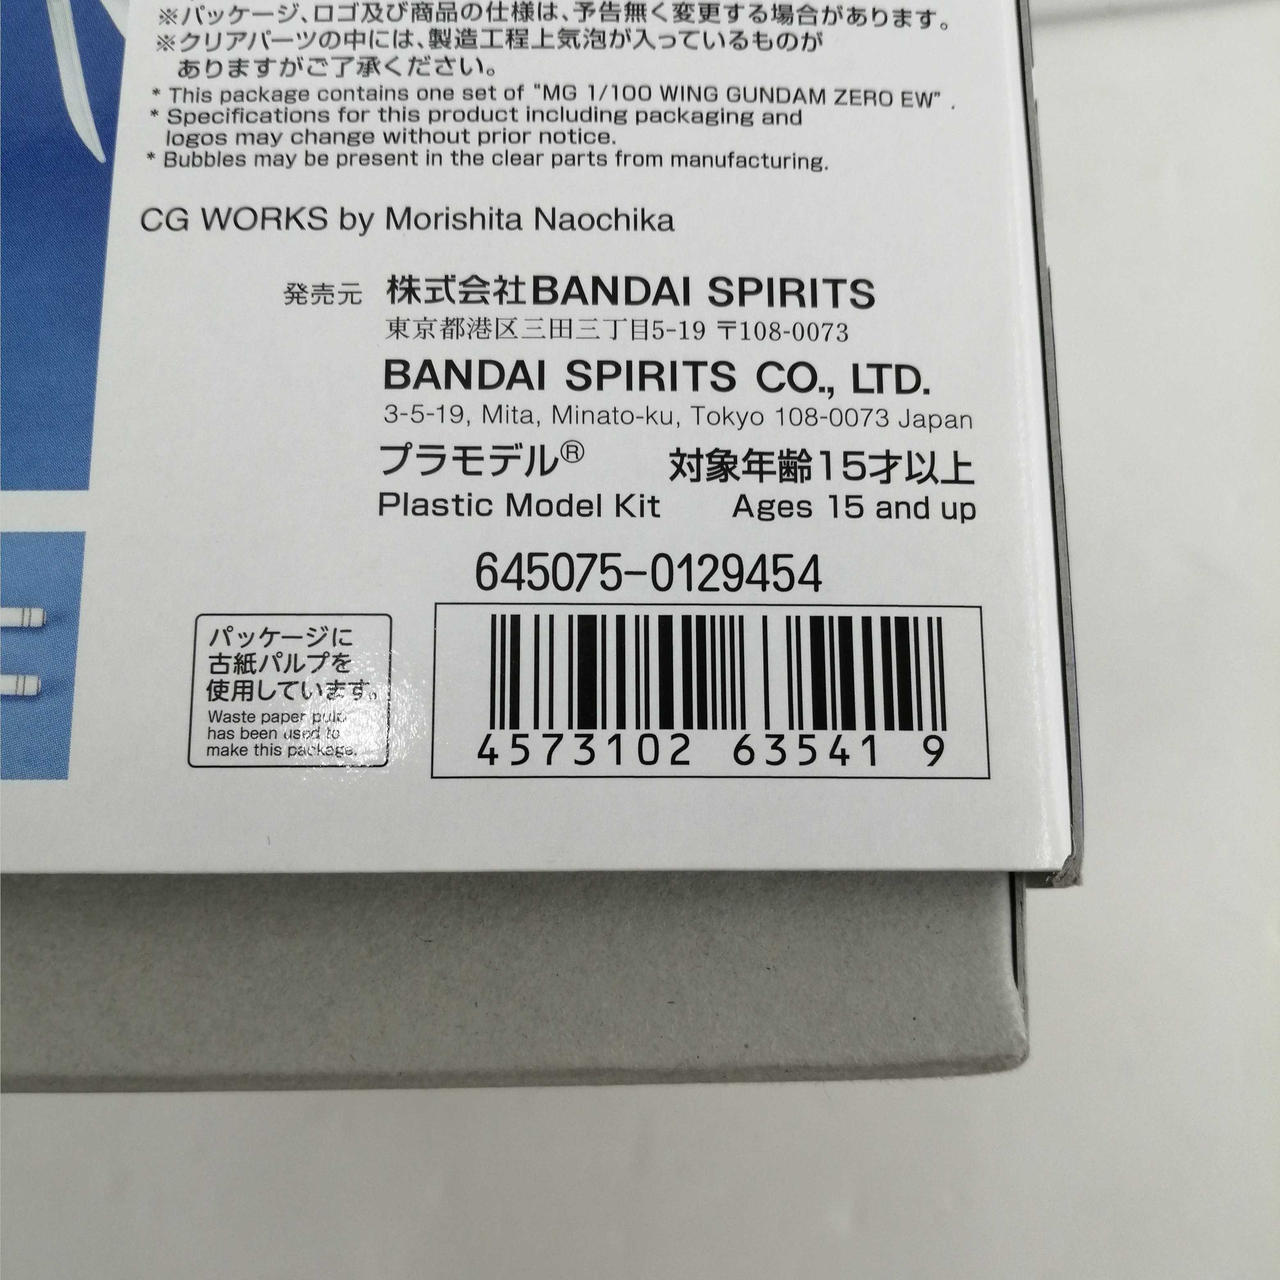 ※パッケージ、ロゴ及び商品の仕様は、予告無く変更する場合があります。
※クリアパーツの中には、製造工程上気泡が入っているものが
ありますがご了承ください。
* This package contains one set of "MG 1/100 WING GUNDAM ZERO EW" .
* Specifications for this product including packaging and
logos may change without prior notice.
* Bubbles may be present in the clear parts from manufacturing.
CG WORKS by Morishita Naochika
発売元 株式会社BANDAI SPIRITS
東京都港区三田三丁目5-19 〒108-0073
BANDAI SPIRITS CO., LTD.
3-5-19, Mita, Minato-ku, Tokyo 108-0073 Japan
プラモデル® 対象年齢15才以上
Plastic Model Kit Ages 15 and up
645075-0129454
パッケージに
古紙パルプを
使用しています。
Waste paper pulp
has been used to
make this package.
4573102 63541 9